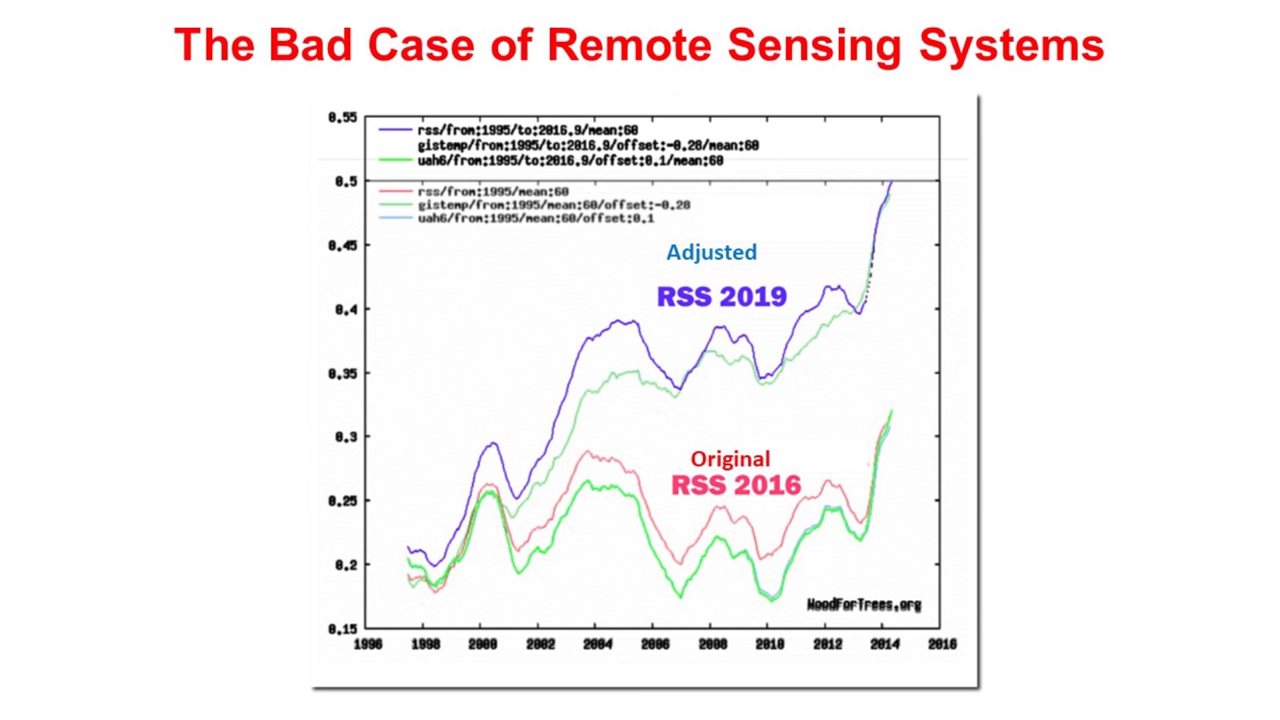 The Bad Case of Remote Sensing Systems
0.55
rss/from:1995/to:2016.9/mean:60
gistemp/from:1995/to:2016.9/offset:-0.28/mean:60
uah6/from:1995/to:2016.9/offset:0.1/mean:60
0.5
rss/from:1995/mean:60
gistemp/from:1995/mean:60/offset:-0.28
uah6/from:1995/mean:60/offset:0.1
0.45
Adjusted
RSS 2019
0.4
0.35
0.3
Original
RSS 2016
0.25
0.2
WoodForTrees.org
0.15
1996 1998 2000 2002 2004 2006 2008 2010 2012 2014 2016